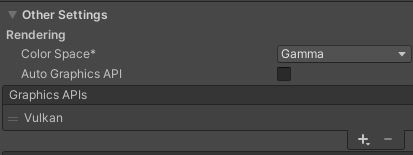 Other Settings
Rendering
Color Space* Gamma
Auto Graphics API
Graphics APIs
Vulkan